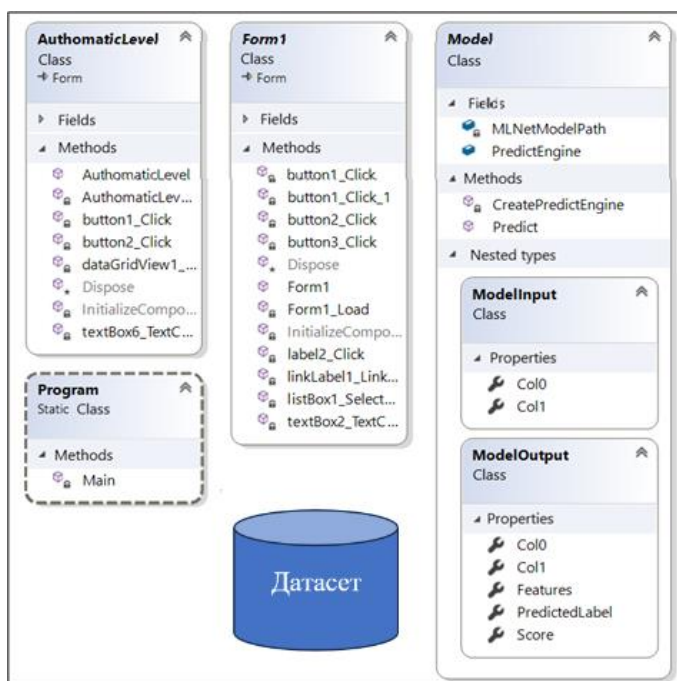 AuthomaticLevel
Class
Form
Fields
Methods
AuthomaticLevel
AuthomaticLev...
button1_Click
button2_Click
dataGridView1_...
Dispose
InitializeCompo...
textBox6_TextC...
Program
Static Class
Methods
Main
Form1
Class
Form
Fields
Methods
button1_Click
button1_Click_1
button2_Click
button3_Click
Dispose
Form1
Form1_Load
InitializeCompo...
label2_Click
linkLabel1_Link...
listBox1_Select...
textBox2_TextC...
Датасет
Model
Class
Fields
MLNetModelPath
PredictEngine
Methods
CreatePredictEngine
Predict
Nested types
ModelInput
Class
Properties
Col0
Col1
ModelOutput
Class
Properties
Col0
Col1
Features
PredictedLabel
Score